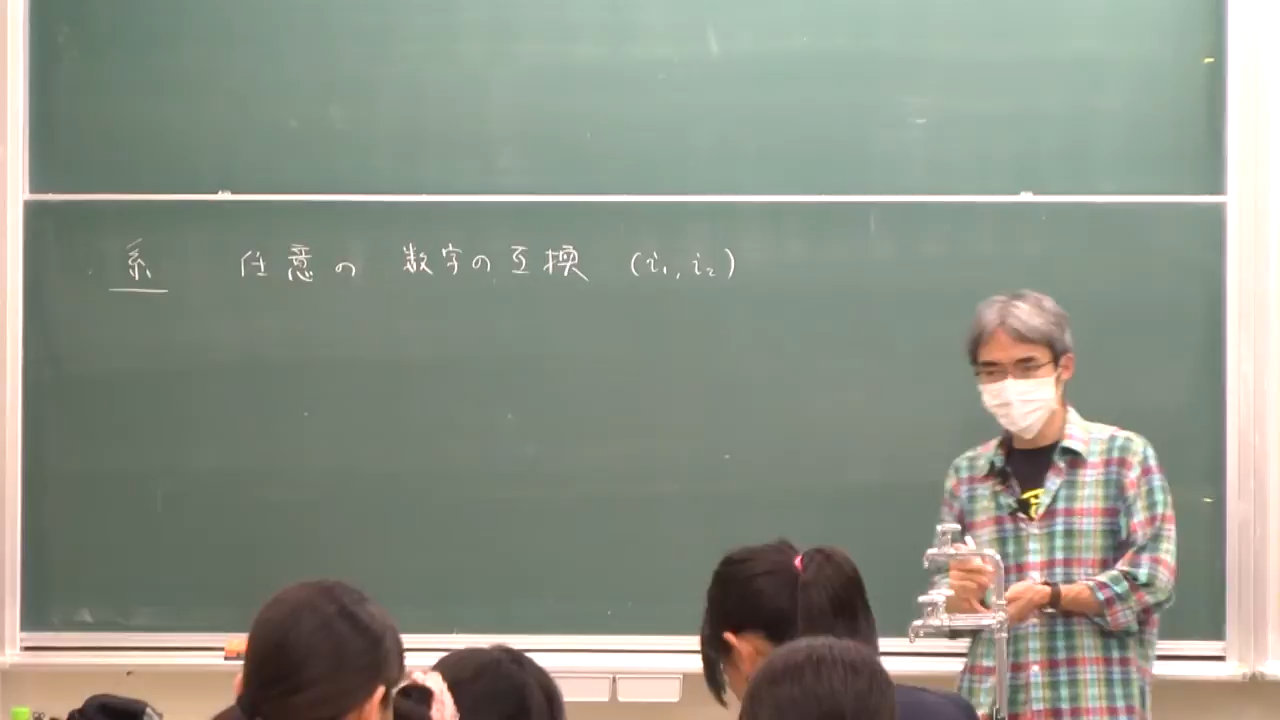 系 任意の 数字の互換 (i₁, i₂)